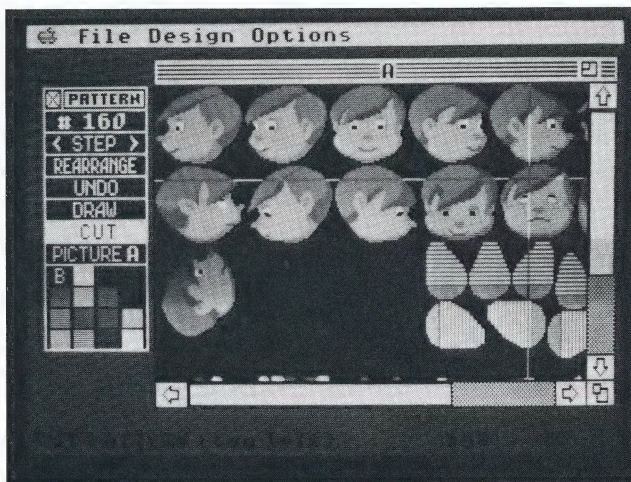 File Design Options
A
PATTERN
# 160
< STEP >
REARRANGE
UNDO
DRAW
CUT
PICTURE A
B